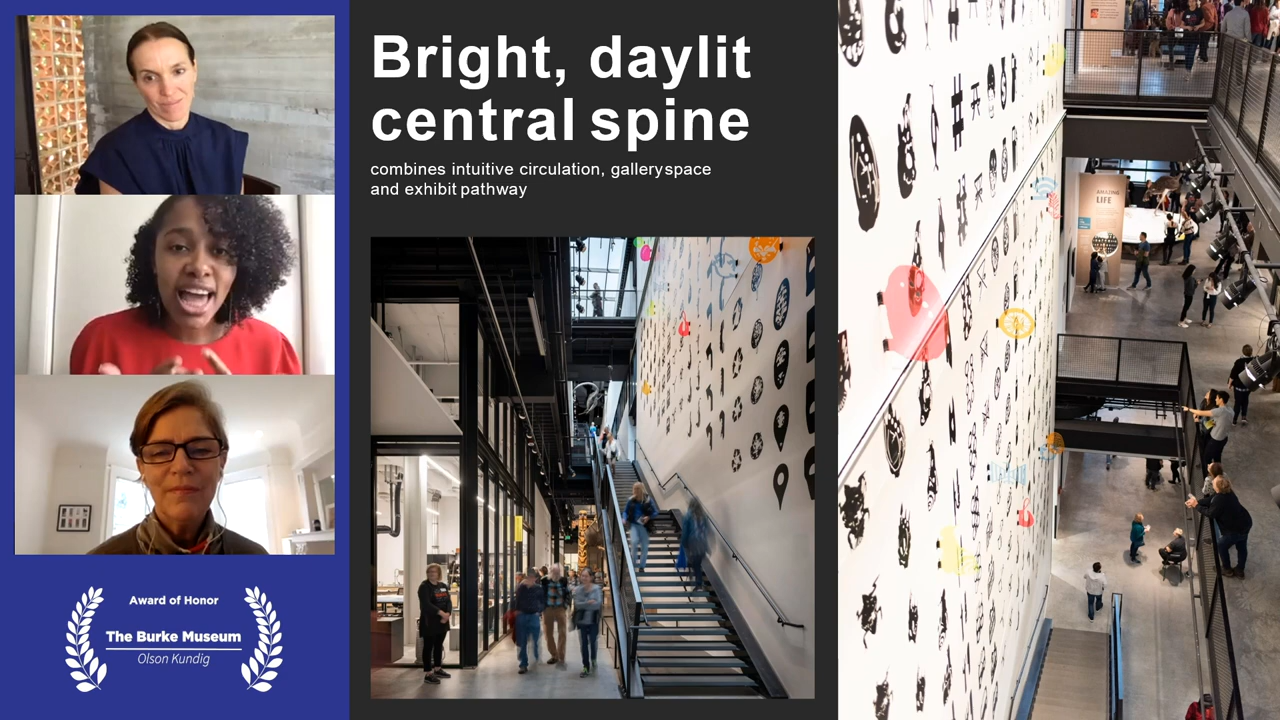 Award of Honor
The Burke Museum
Olson Kundig
Bright, daylit
central spine
combines intuitive circulation, gallery space
and exhibit pathway
AMAZING
LIFE